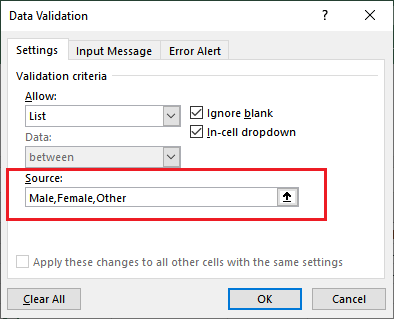 Data Validation
?
Settings
Input Message
Error Alert
Validation criteria
Allow:
List
Ignore blank
Data:
In-cell dropdown
between
Source:
Male,Female,Other
Apply these changes to all other cells with the same settings
Clear All
OK
Cancel